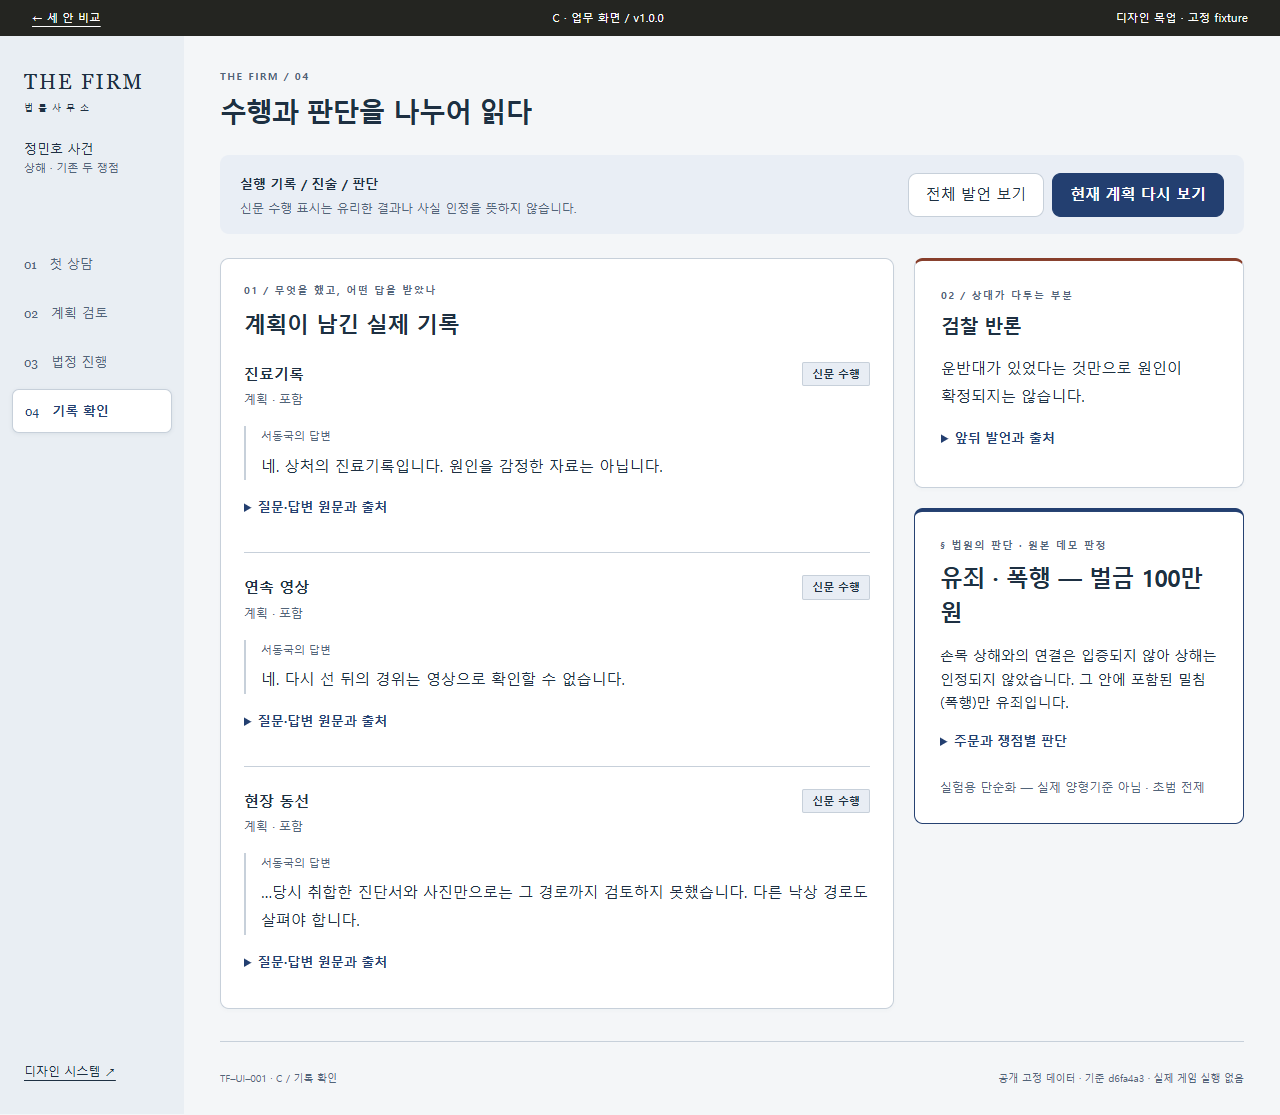 ← 세 안 비교
C · 업무 화면 / v1.0.0
디자인 목업 · 고정 fixture
THE FIRM
법률사무소
정민호 사건
상해 · 기존 두 쟁점
01 첫 상담
02 계획 검토
03 법정 진행
04 기록 확인
디자인 시스템 ↗
THE FIRM / 04
수행과 판단을 나누어 읽다
실행 기록 / 진술 / 판단
신문 수행 표시는 유리한 결과나 사실 인정을 뜻하지 않습니다.
전체 발언 보기
현재 계획 다시 보기
01 / 무엇을 했고, 어떤 답을 받았나
계획이 남긴 실제 기록
진료기록
신문 수행
계획 · 포함
서동국의 답변
네. 상처의 진료기록입니다. 원인을 감정한 자료는 아닙니다.
▶ 질문·답변 원문과 출처
연속 영상
신문 수행
계획 · 포함
서동국의 답변
네. 다시 선 뒤의 경위는 영상으로 확인할 수 없습니다.
▶ 질문·답변 원문과 출처
현장 동선
신문 수행
계획 · 포함
서동국의 답변
…당시 취합한 진단서와 사진만으로는 그 경로까지 검토하지 못했습니다. 다른 낙상 경로도
살펴야 합니다.
▶ 질문·답변 원문과 출처
02 / 상대가 다투는 부분
검찰 반론
운반대가 있었다는 것만으로 원인이
확정되지는 않습니다.
▶ 앞뒤 발언과 출처
§ 법원의 판단 · 원본 데모 판정
유죄 · 폭행 — 벌금 100만
원
손목 상해와의 연결은 입증되지 않아 상해는
인정되지 않았습니다. 그 안에 포함된 밀침
(폭행)만 유죄입니다.
▶ 주문과 쟁점별 판단
실험용 단순화 — 실제 양형기준 아님 · 초범 전제
TF-UI-001 · C / 기록 확인
공개 고정 데이터 · 기준 d6fa4a3 · 실제 게임 실행 없음